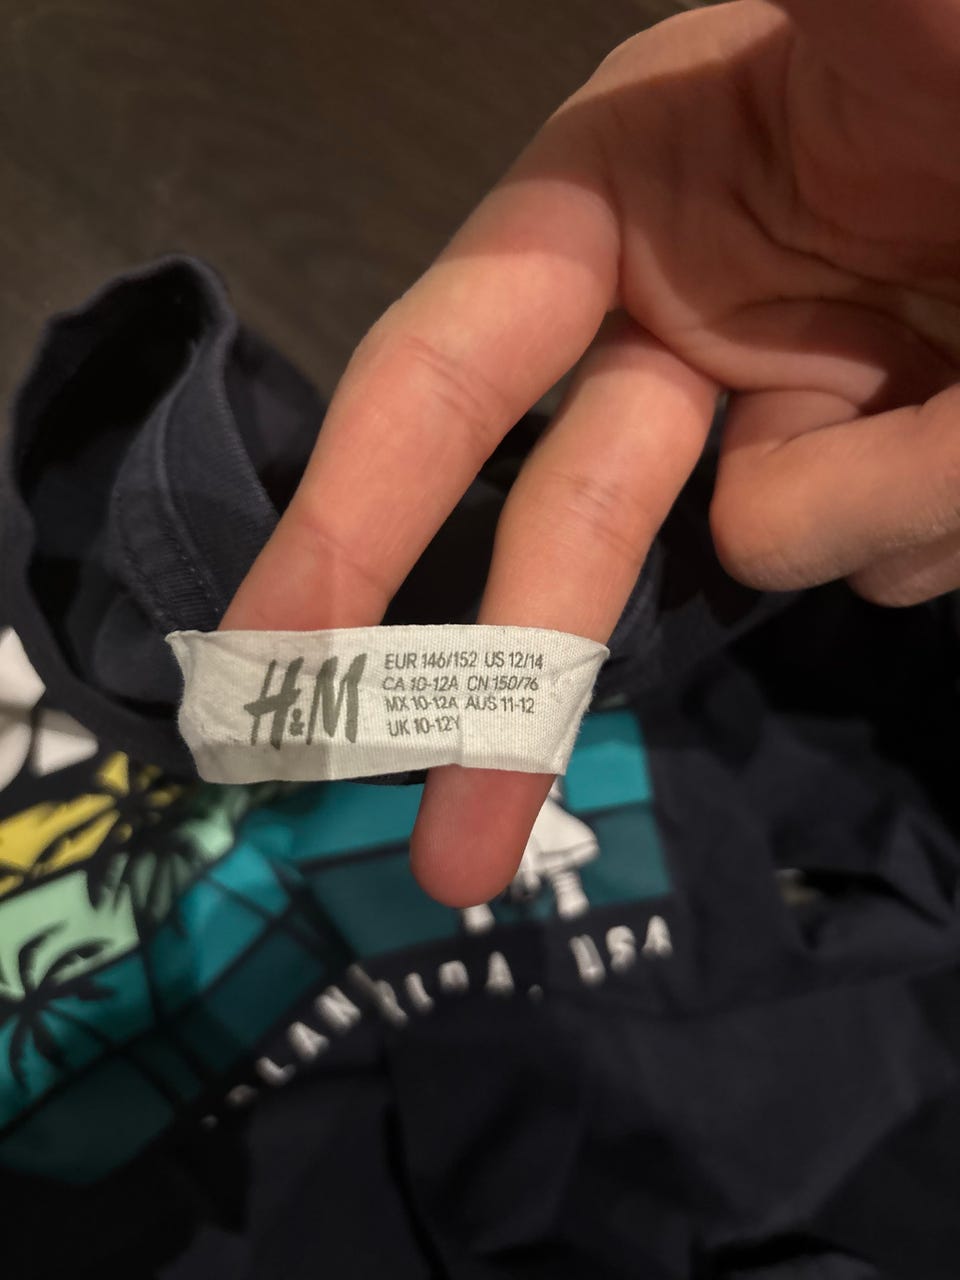 H&M
EUR 146/152 US 12/14
CA 10-12A CN 150/76
MX 10-12A AUS 11-12
UK 10-12Y
USA